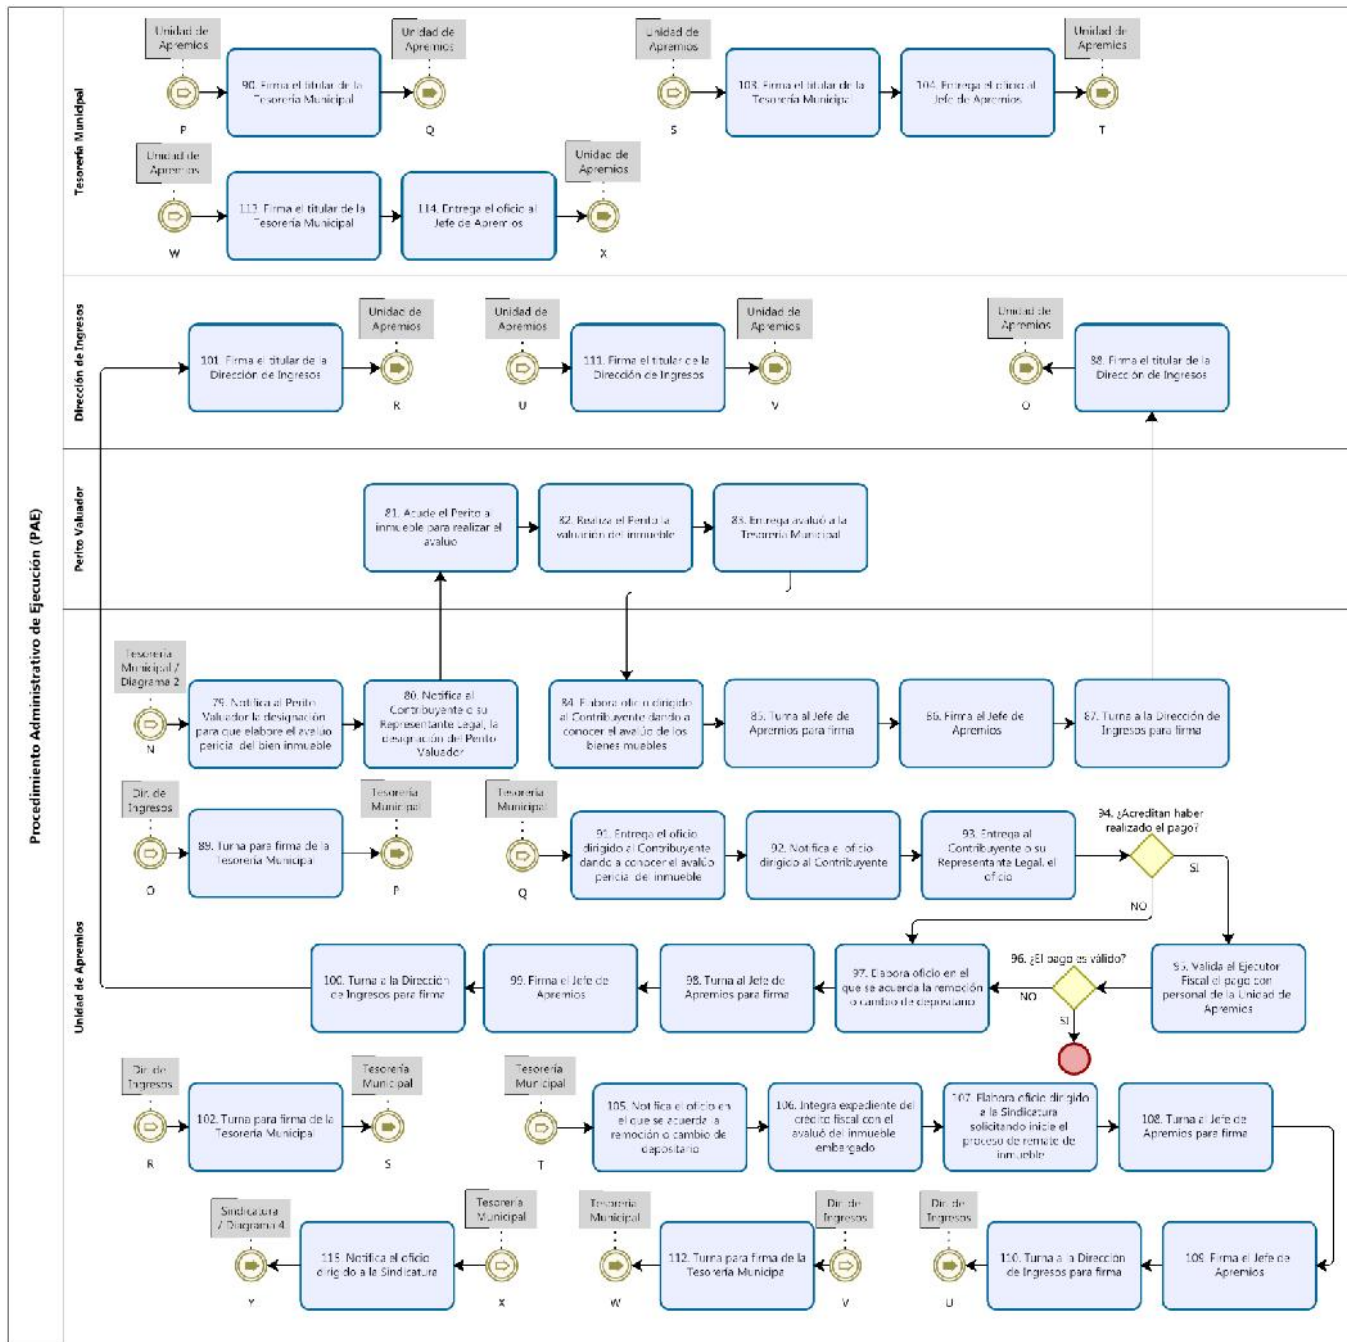 Procedimiento Administrativo de Ejecución (PAE)
Tesorería Municipal
Unidad de
Apremios
P
90. Firma el titular de la
Tesorería Municipal
Unidad de
Apremios
Q
Unidad de
Apremios
S
103. Firma el titular de la
Tesorería Municipal
104. Entrega el oficio al
Jefe de Apremios
Unidad de
Apremios
T
Unidad de
Apremios
W
113. Firma el titular de la
Tesorería Municipal
114. Entrega el oficio al
Jefe de Apremios
Unidad de
Apremios
X
Dirección de Ingresos
101. Firma el titular de la
Dirección de Ingresos
Unidad de
Apremios
R
Unidad de
Apremios
U
111. Firma el titular de la
Dirección de Ingresos
Unidad de
Apremios
V
Unidad de
Apremios
O
88. Firma el titular de la
Dirección de Ingresos
Perito Valuador
81. Acude el Perito a
inmueble para realizar el
avalúo
82. Realiza el Perito la
valuación del inmueble
83. Entrega avaluó a la
Tesorería Municipal
Unidad de Apremios
Tesorería
Municipal /
Diagrama 2
N
79. Notifica al Perito
Valuador la designación
para que elabore el avalúo
pericial del bien inmueble
80. Notifica al
Contribuyente o su
Representante Legal, la
designación del Perito
Valuador
84. Elabora oficio dirigido
al Contribuyente dando a
conocer el avalúo de los
bienes muebles
85. Turna al Jefe de
Apremios para firma
86. Firma el Jefe de
Apremios
87. Turna a la Dirección de
Ingresos para firma
Dir. de
Ingresos
O
89. Turna para firma de la
Tesorería Municipal
Tesorería
Municipal
P
Tesorería
Municipal
Q
91. Entrega el oficio
dirigido al Contribuyente
dando a conocer el avalúo
pericial del inmueble
92. Notifica el oficio
dirigido al Contribuyente
93. Entrega al
Contribuyente o su
Representante Legal, el
oficio
94. ¿Acreditan haber
realizado el pago?
SI
NO
100. Turna a la Dirección
de Ingresos para firma
99. Firma el Jefe de
Apremios
98. Turna al Jefe de
Apremios para firma
97. Elabora oficio en el
que se acuerda la remoción
o cambio de depositario
96. ¿El pago es válido?
NO
SI
95. Valida el Ejecutor
Fiscal el pago con
personal de la Unidad de
Apremios
Dir. de
Ingresos
R
102. Turna para firma de la
Tesorería Municipal
Tesorería
Municipal
S
Tesorería
Municipal
T
105. Notifica el oficio en
el que se acuerda la
remoción o cambio de
depositario
106. Integra expediente del
crédito fiscal con el
avaluó del inmueble
embargado
107. Elabora oficio dirigido
a la Sindicatura
solicitando inicie el
proceso de remate de
inmueble
108. Turna al Jefe de
Apremios para firma
Sindicatura
/ Diagrama 4
Y
115. Notifica el oficio
dirigido a la Sindicatura
Tesorería
Municipal
X
Tesorería
Municipal
W
112. Turna para firma de la
Tesorería Municipal
Dir. de
Ingresos
V
Dir. de
Ingresos
U
110. Turna a la Dirección
de Ingresos para firma
109. Firma el Jefe de
Apremios